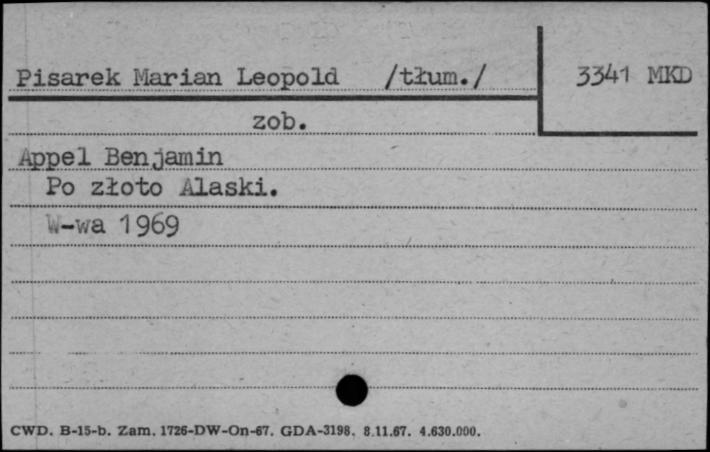 Pisarek Marian Leopold /tłum./ 3341 MKD
zob.
Appel Benjamin
Po złoto Alaski.
W-wa 1969
CWD. B-15-b. Zam. 1726-DW-On-67. GDA-3198. 8.11.67. 4.630.000.